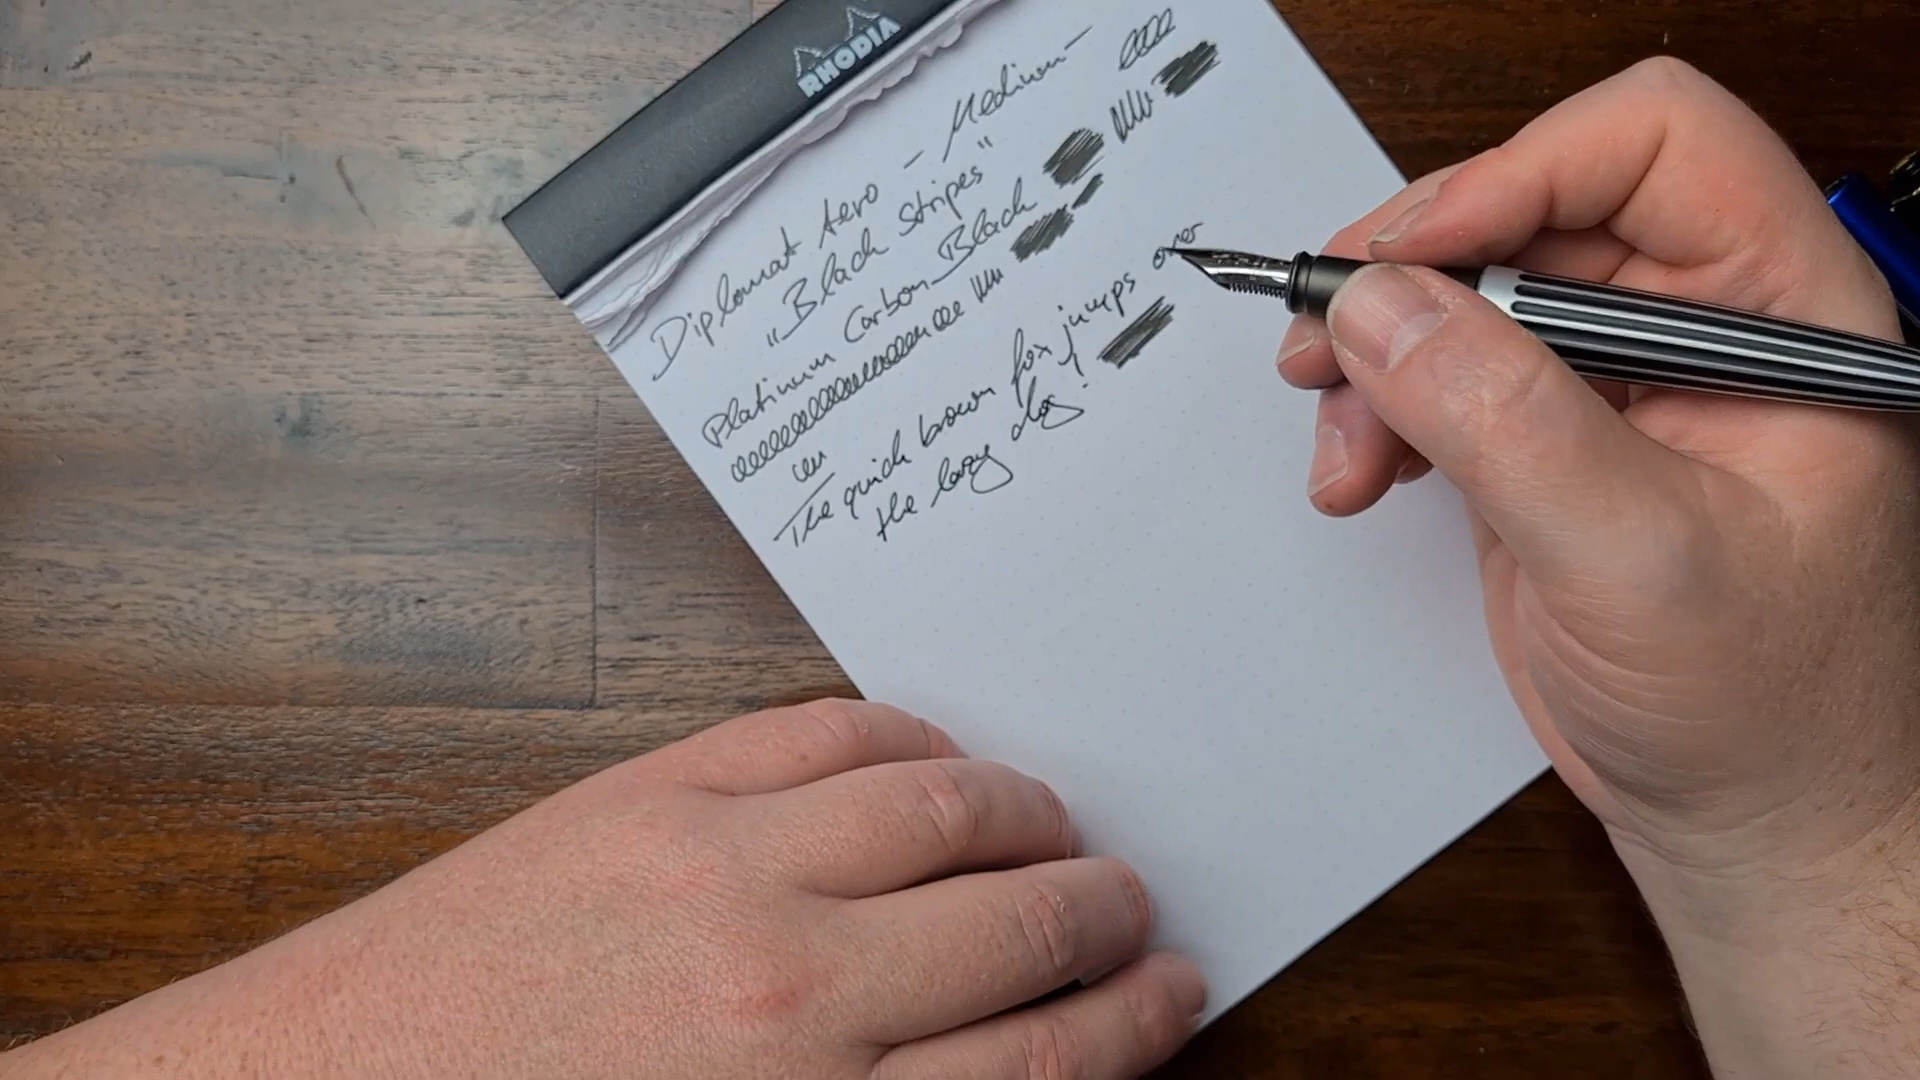 RHODIA
Diplomat Aero - Medium -
"Black Stripes"
Platinum Carbon-Black
The quick brown fox jumps over
the lazy dog!